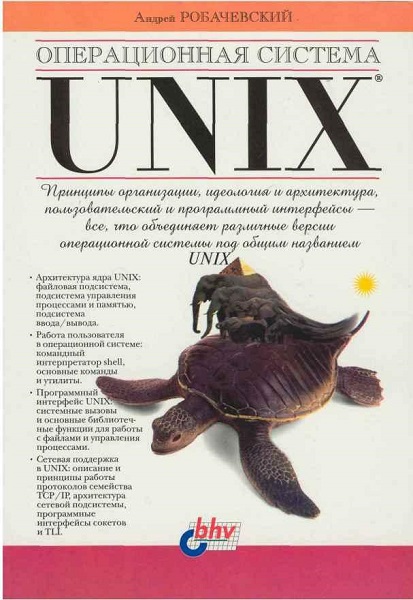 Андрей РОБАЧЕВСКИЙ
ОПЕРАЦИОННАЯ СИСТЕМА
UNIX®
Принципы организации, идеология и архитектура,
пользовательский и программный интерфейсы —
все, что объединяет различные версии
операционной системы под общим названием
UNIX
• Архитектура ядра UNIX:
файловая подсистема,
подсистема управления
процессами и памятью,
подсистема
ввода/вывода.
• Работа пользователя
в операционной системе:
командный
интерпретатор shell,
основные команды
и утилиты.
• Программный
интерфейс UNIX:
системные вызовы
и основные библиотеч-
ные функции для работы
с файлами и управления
процессами.
• Сетевая поддержка
в UNIX: описание и
принципы работы
протоколов семейства
TCP/IP, архитектура
сетевой подсистемы,
программные
интерфейсы сокетов
и TLI.
bhv